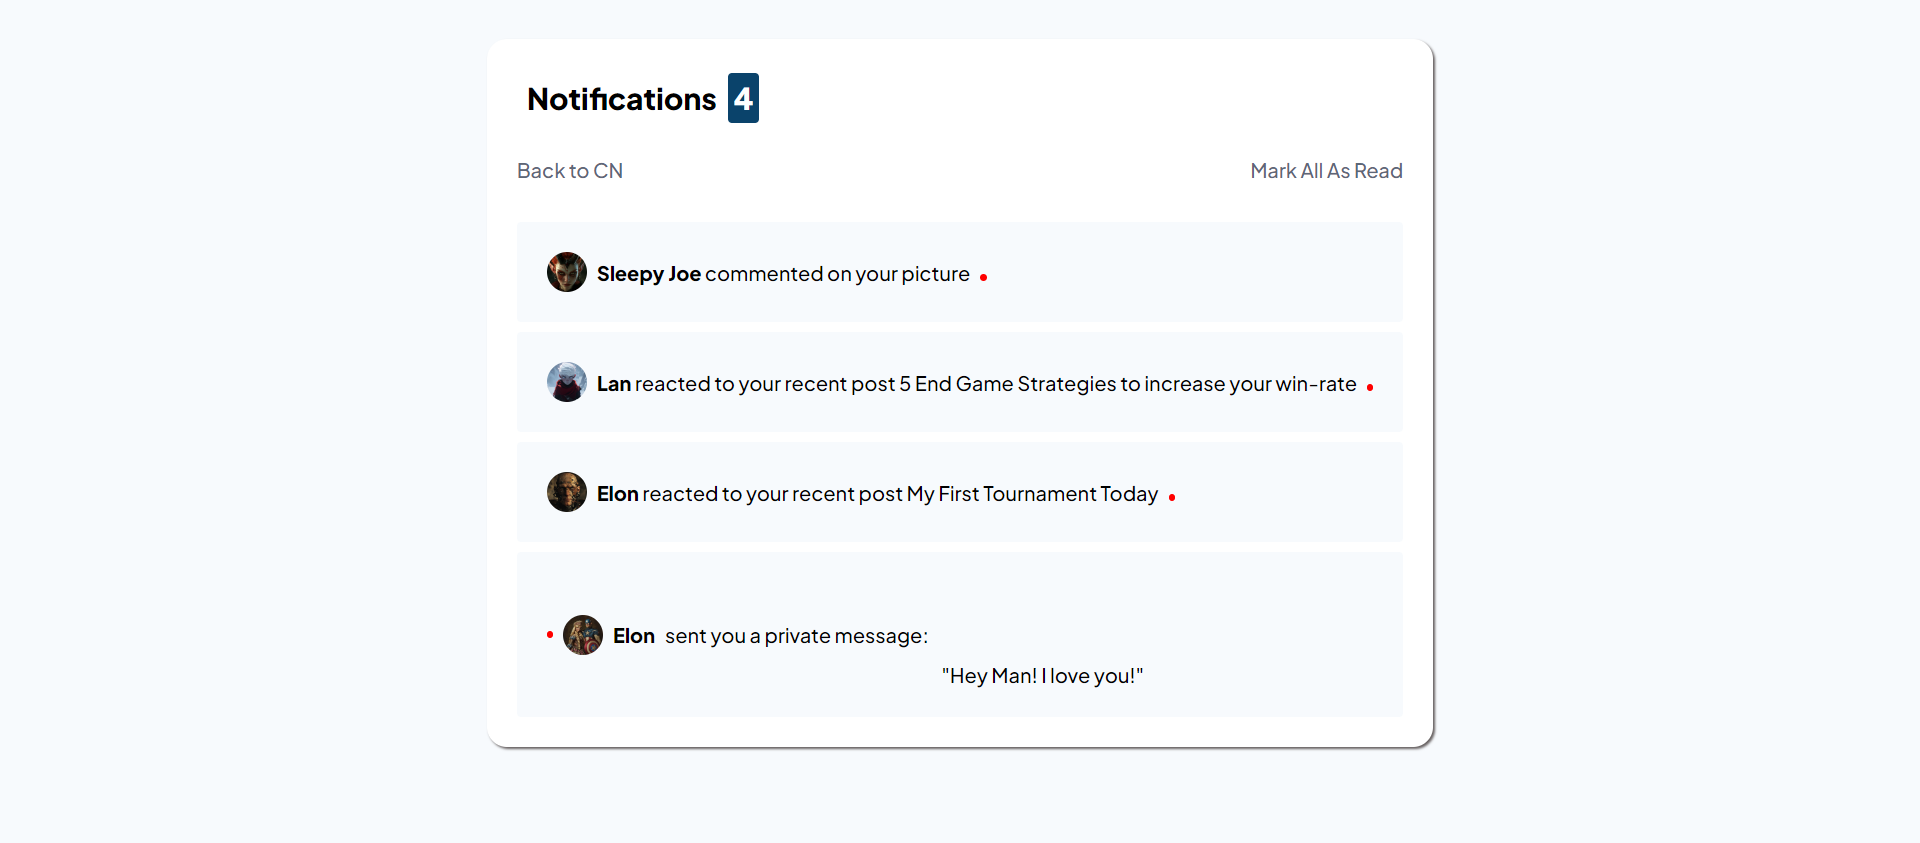 Notifications 4
Back to CN
Mark All As Read
Sleepy Joe commented on your picture
Lan reacted to your recent post 5 End Game Strategies to increase your win-rate
Elon reacted to your recent post My First Tournament Today
Elon sent you a private message:
"Hey Man! I love you!"